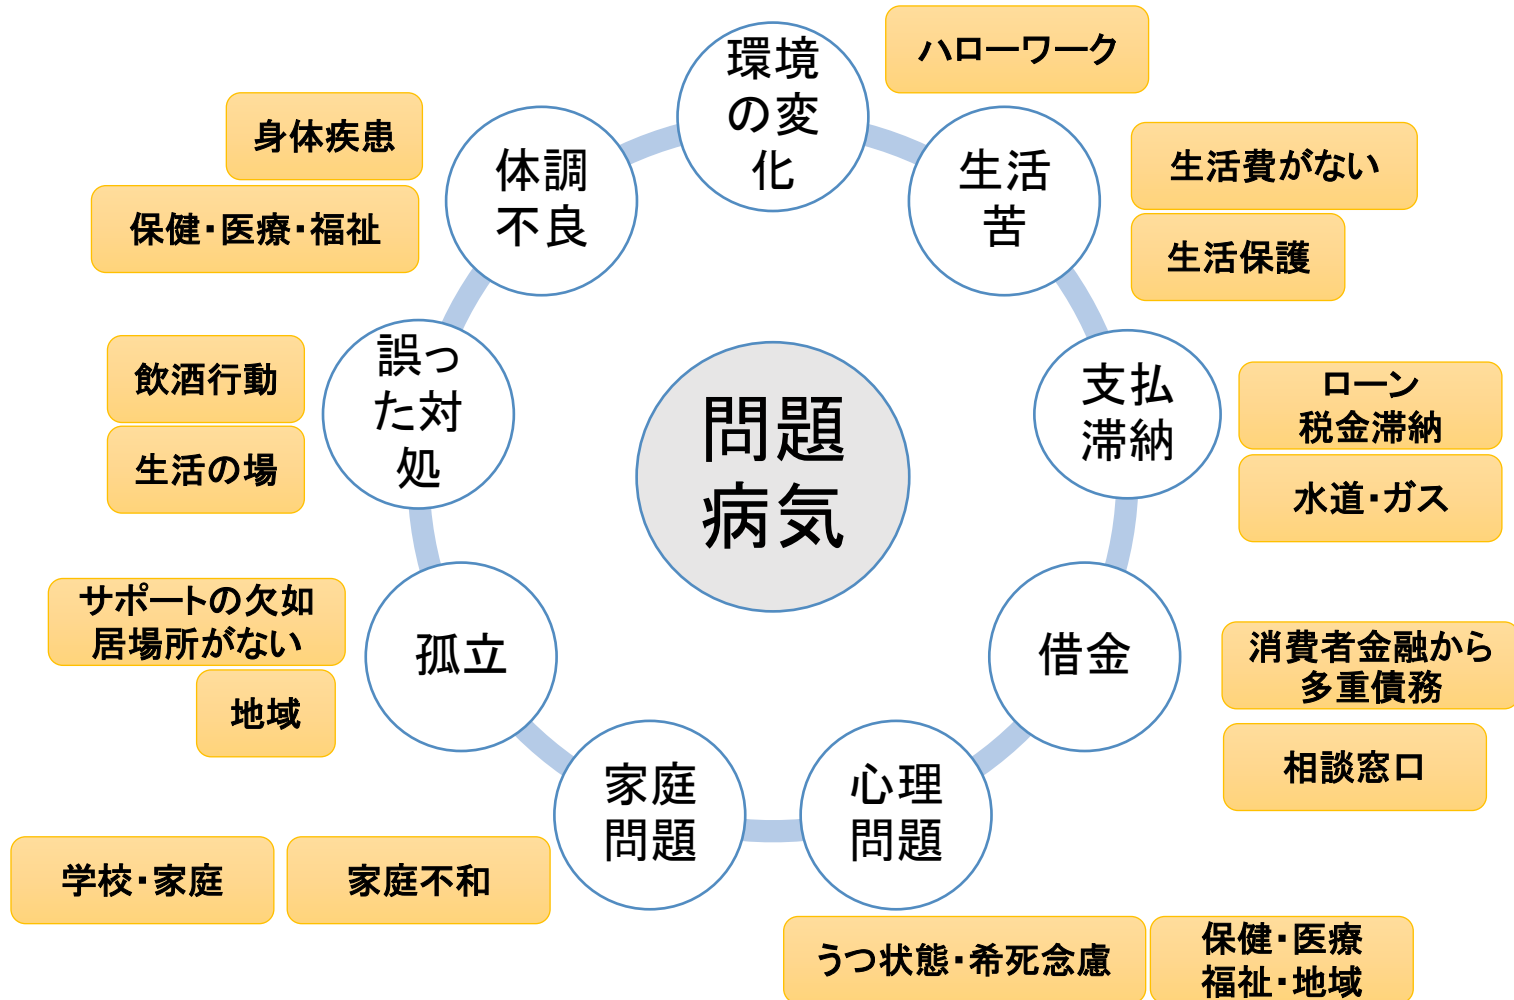 環境
の変
化
ハローワーク
生活
苦
生活費がない
生活保護
支払
滞納
ローン
税金滞納
水道・ガス
借金
消費者金融から
多重債務
相談窓口
心理
問題
うつ状態・希死念慮
保健・医療
福祉・地域
家庭
問題
家庭不和
学校・家庭
孤立
サポートの欠如
居場所がない
地域
誤っ
た対
処
飲酒行動
生活の場
体調
不良
身体疾患
保健・医療・福祉
問題
病気